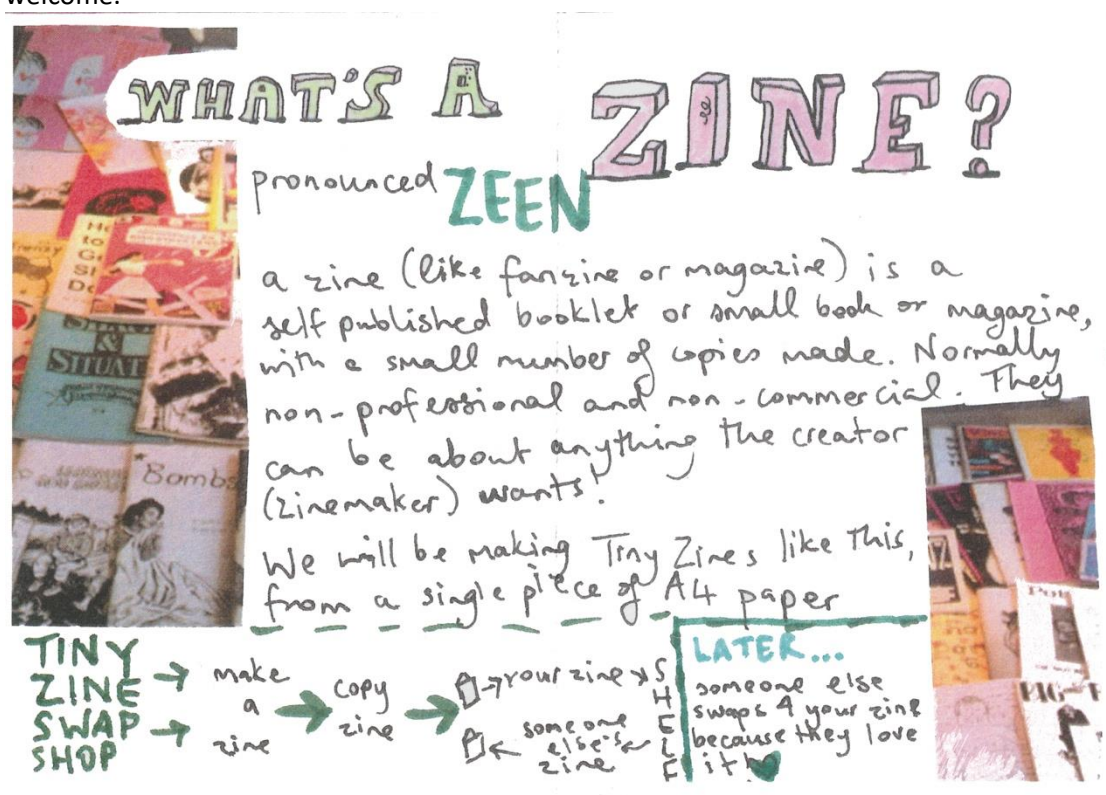 welcome!
WHAT'S A ZINE?
pronounced ZEEN
a zine (like fanzine or magazine) is a
self published booklet or small book or magazine,
with a small number of copies made. Normally
non-professional and non-commercial. They
can be about anything the creator
(zinemaker) wants!
We will be making Tiny Zines like this,
from a single piece of A4 paper
TINY
ZINE
SWAP
SHOP
make
a
zine
copy
zine
your zine
someone
else's
zine
SHELF
LATER...
someone else
swaps 4 your zine
because they love
it!
SITUAT
Bombs